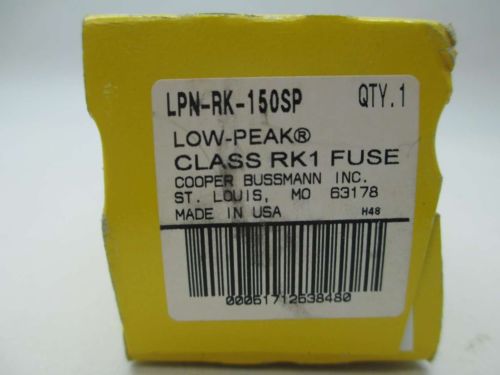 LPN-RK-150SP QTY.1
LOW-PEAK®
CLASS RK1 FUSE
COOPER BUSSMANN INC.
ST. LOUIS, MO 63178
MADE IN USA H48
00051712538480